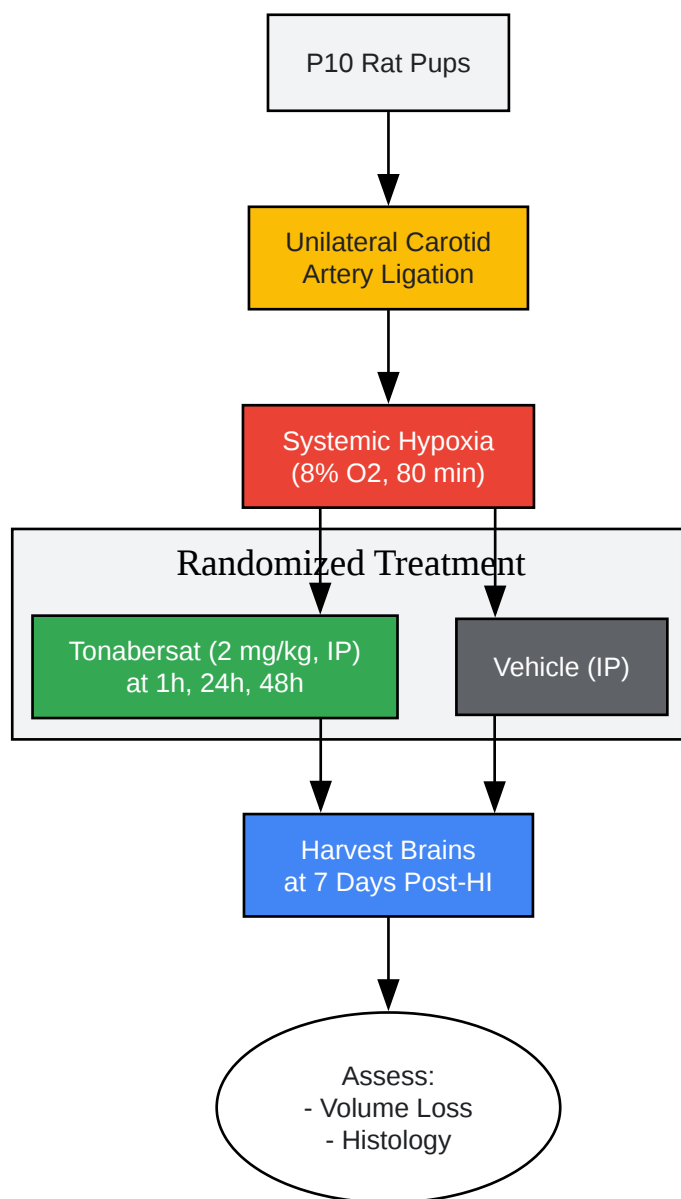 P10 Rat Pups
Unilateral Carotid
Artery Ligation
Systemic Hypoxia
(8% O2, 80 min)
Randomized Treatment
Tonabersat (2 mg/kg, IP)
at 1h, 24h, 48h
Vehicle (IP)
Harvest Brains
at 7 Days Post-HI
Assess:
- Volume Loss
- Histology